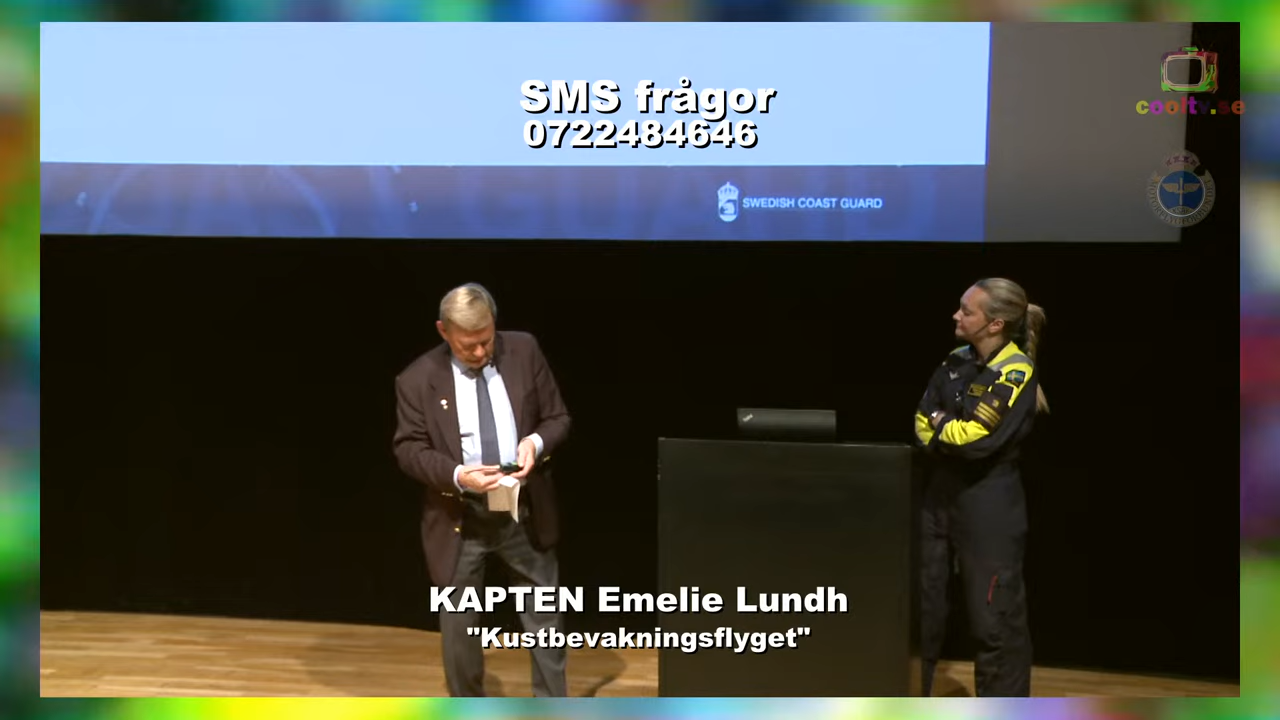 SMS frågor
0722484646
cooltv.se
SWEDISH COAST GUARD
KAPTEN Emelie Lundh
"Kustbevakningsflyget"